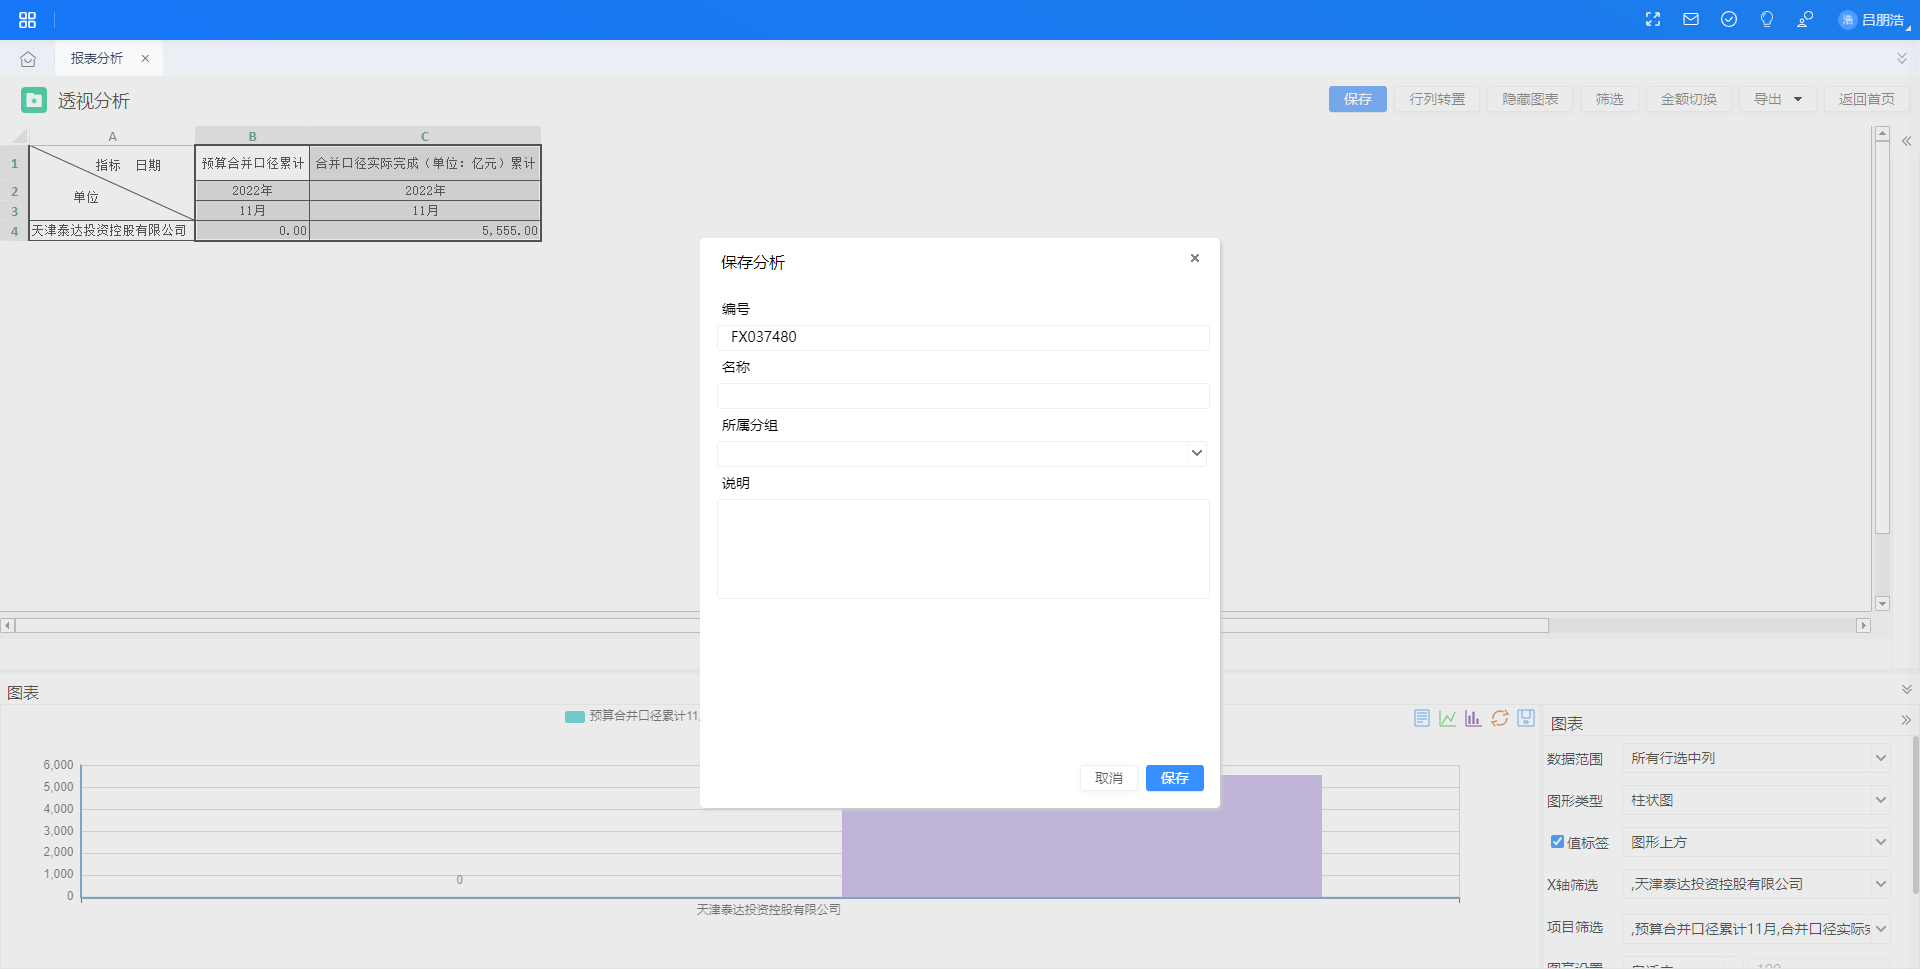 浩 吕朋浩
报表分析
透视分析
保存 行列转置 隐藏图表 筛选 金额切换 导出 返回首页
A B C
1 指标 日期 预算合并口径累计 合并口径实际完成（单位：亿元）累计
2 单位 2022年 2022年
3 11月 11月
4 天津泰达投资控股有限公司 0.00 5,555.00
保存分析
编号
FX037480
名称
所属分组
说明
取消 保存
图表
预算合并口径累计11
6,000
5,000
4,000
3,000
2,000
1,000
0
0
天津泰达投资控股有限公司
图表
数据范围 所有行选中列
图形类型 柱状图
值标签 图形上方
X轴筛选 ,天津泰达投资控股有限公司
项目筛选 ,预算合并口径累计11月,合并口径实际